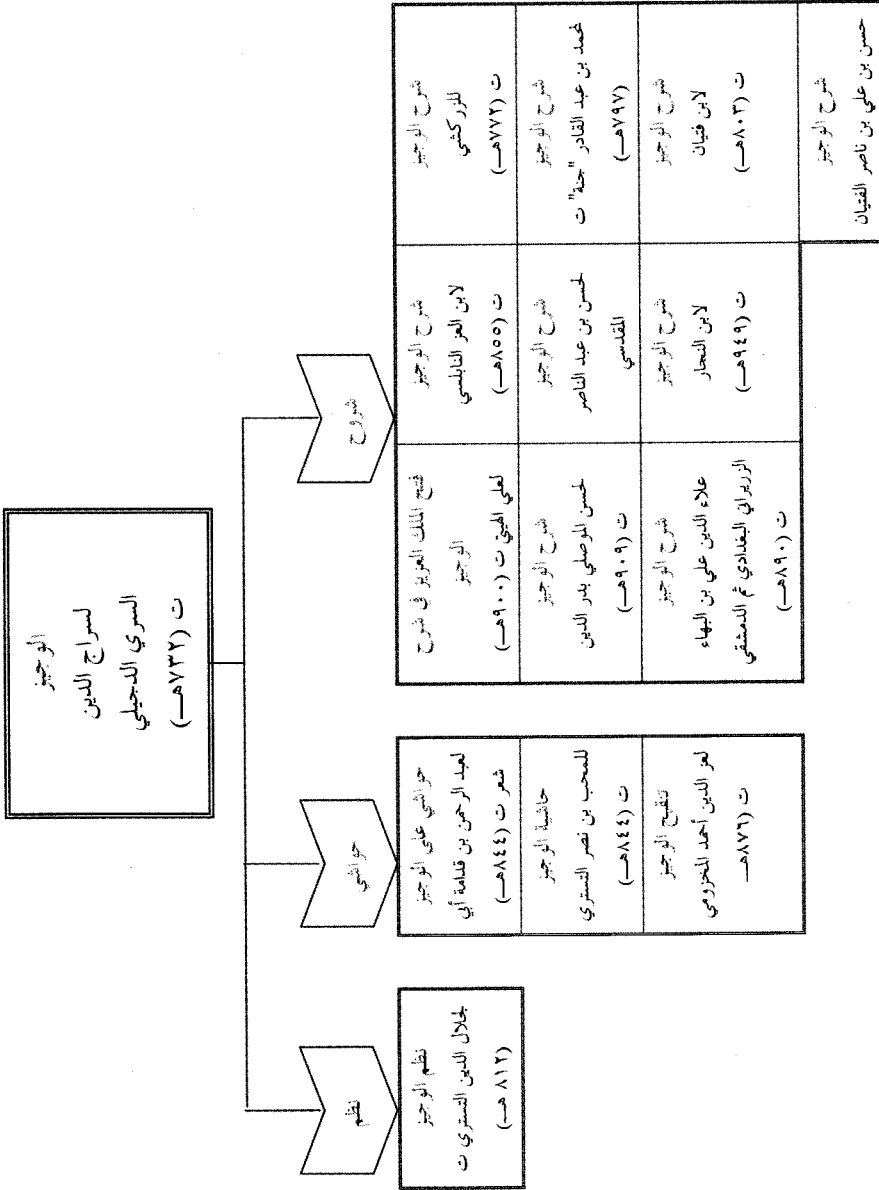 الوجيز
لسراج الدين
السري الدجيلي
ت (٧٣٢هـ)
شروح
شرح الوجيز
للزركشي
ت (٧٧٢هـ)
شرح الوجيز
لابن العز النابلسي
ت (٨٥٥هـ)
فتح الملك العزيز في شرح
الوجيز
لعلي الهيتي ت (٩٠٠هـ)
شرح الوجيز
لمحمد بن عبد القادر "جنة" ت
(٧٩٧هـ)
شرح الوجيز
لحسن بن عبد الناصر
المقدسي
شرح الوجيز
لحسن الموصلي بدر الدين
ت (٩٠٩هـ)
شرح الوجيز
لابن فتيان
ت (٨٠٣هـ)
شرح الوجيز
لابن النجار
ت (٩٤٩هـ)
شرح الوجيز
علاء الدين علي بن البهاء
الزريراني البغدادي ثم الدمشقي
ت (٨٩٠هـ)
شرح الوجيز
حسن بن علي بن ناصر الفتيان
حواشي
حواشي على الوجيز
لعبد الرحمن بن قدامة أبي
شعر ت (٨٤٤هـ)
حاشية الوجيز
للمحب بن نصر التستري
ت (٨٤٤هـ)
تنقيح الوجيز
لعز الدين أحمد المخزومي
ت (٨٧٦هـ
نظم
نظم الوجيز
لجلال الدين التستري ت
(٨١٢هـ)